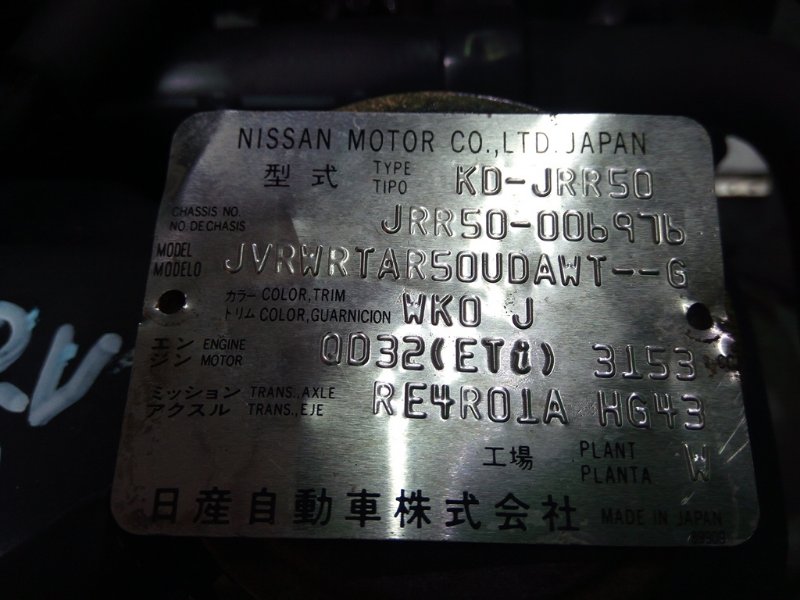 NISSAN MOTOR CO.,LTD. JAPAN
型式 TYPE TIPO KD-JRR50
CHASSIS NO. NO DE CHASIS JRR50-006976
MODEL MODELO JVRWRTAR50UDAWT--G
カラー COLOR,TRIM トリム COLOR,GUARNICION WK0 J
エンジン ENGINE MOTOR QD32(ETi) 3153 cc
ミッション TRANS.,AXLE アクスル TRANS.,EJE RE4R01A HG43
工場 PLANT PLANTA W
日産自動車株式会社 MADE IN JAPAN